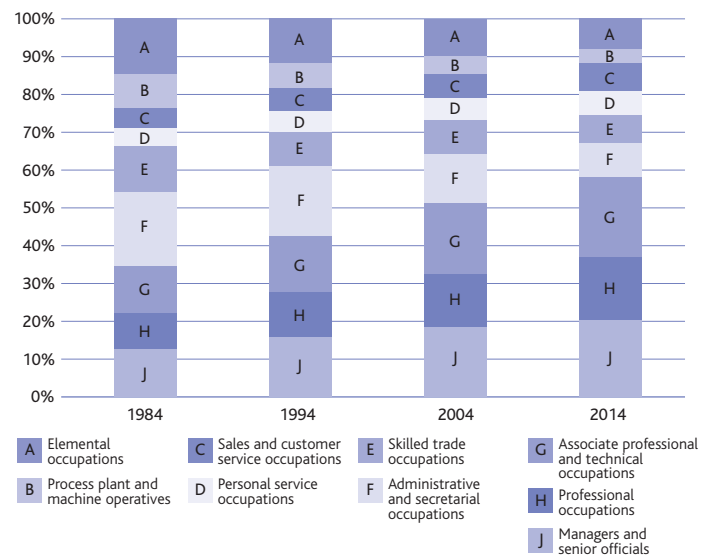 100%
90%
80%
70%
60%
50%
40%
30%
20%
10%
0%
A
B
C
D
E
F
G
H
J
A
B
C
D
E
F
G
H
J
A
B
C
D
E
F
G
H
J
A
B
C
D
E
F
G
H
J
1984 1994 2004 2014
A Elemental
occupations
B Process plant and
machine operatives
C Sales and customer
service occupations
D Personal service
occupations
E Skilled trade
occupations
F Administrative
and secretarial
occupations
G Associate professional
and technical
occupations
H Professional
occupations
J Managers and
senior officials